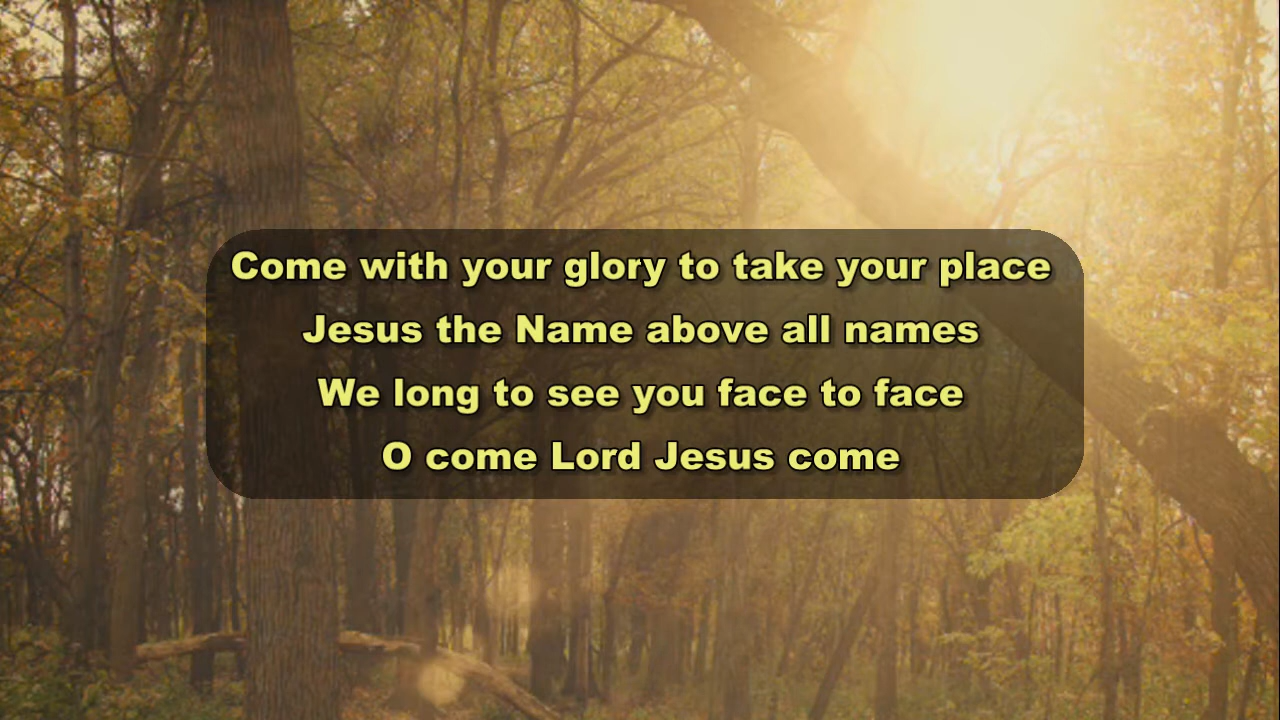 Come with your glory to take your place
Jesus the Name above all names
We long to see you face to face
O come Lord Jesus come